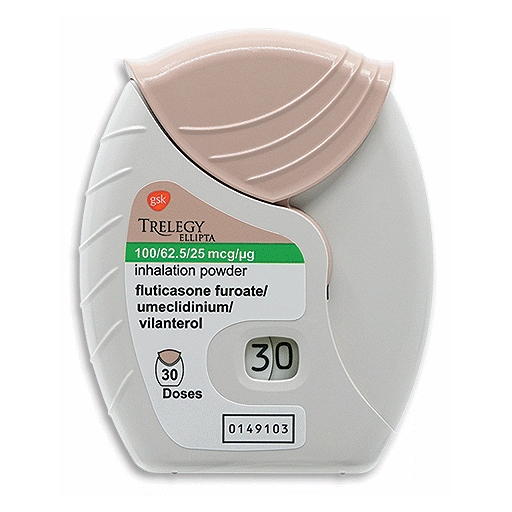 gsk
TRELEGY
ELLIPTA
100/62.5/25 mcg/µg
inhalation powder
fluticasone furoate/
umeclidinium/
vilanterol
30
30
Doses
0149103